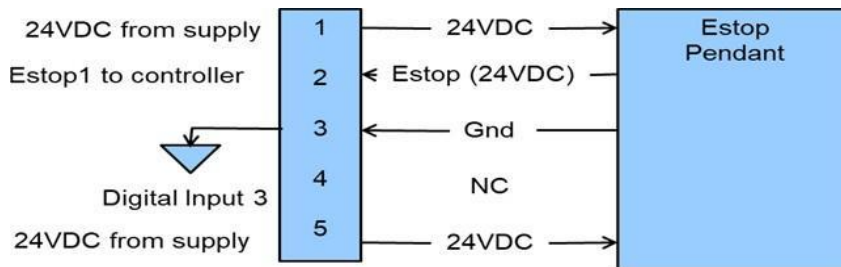 24VDC from supply 1 24VDC Estop
Pendant
Estop1 to controller 2 Estop (24VDC)
3 Gnd
Digital Input 3 4 NC
24VDC from supply 5 24VDC